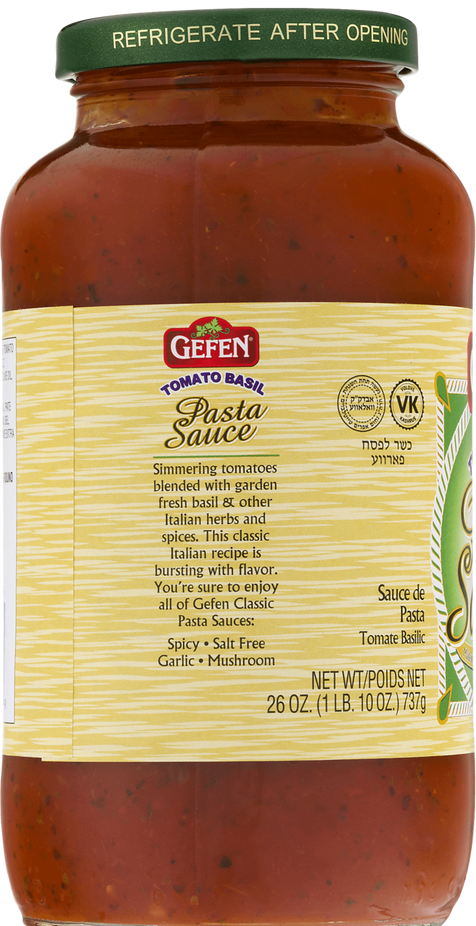 REFRIGERATE AFTER OPENING
GEFEN
TOMATO BASIL
Pasta
Sauce
Simmering tomatoes
blended with garden
fresh basil & other
Italian herbs and
spices. This classic
Italian recipe is
bursting with flavor.
You're sure to enjoy
all of Gefen Classic
Pasta Sauces:
Spicy • Salt Free
Garlic • Mushroom
VK
כשר לפסח
פארווע
Sauce de
Pasta
Tomate Basilic
NET WT/POIDS NET
26 OZ. (1 LB. 10 OZ.) 737g